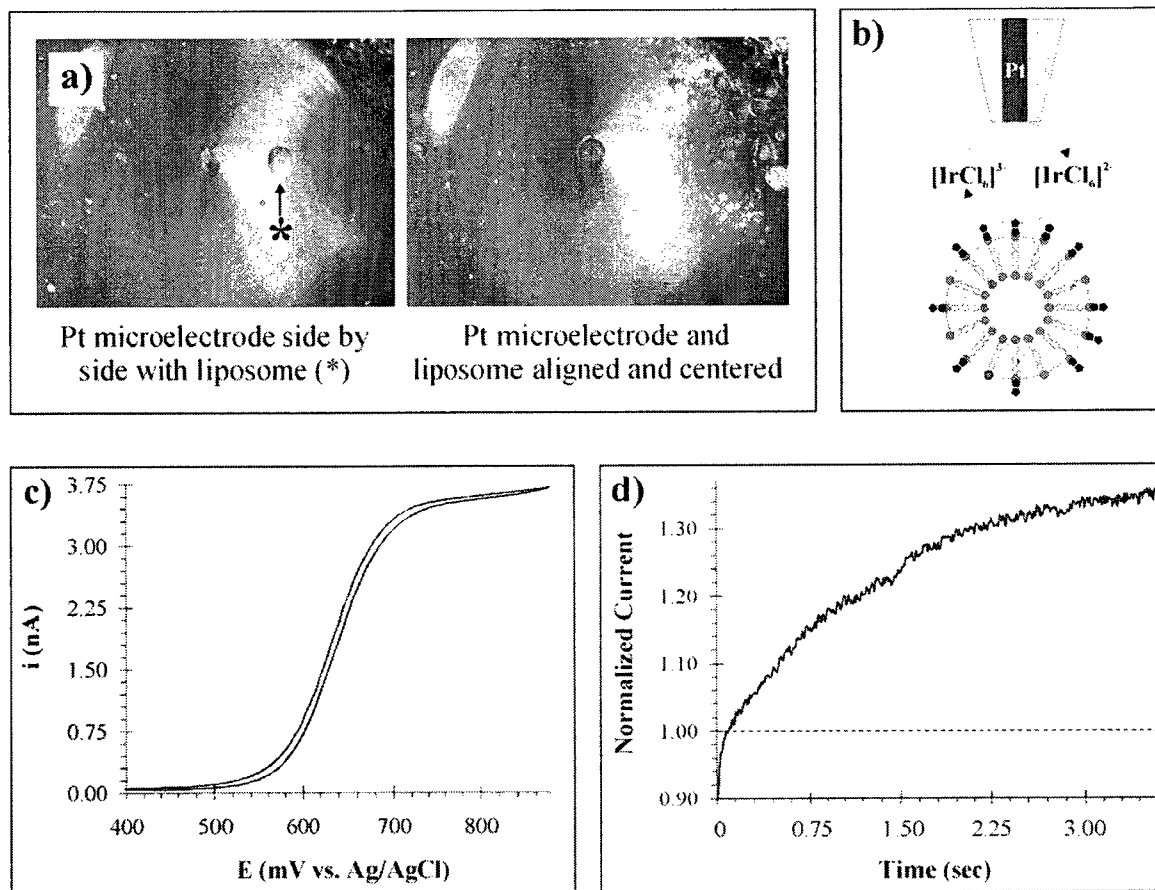 a)
*
Pt microelectrode side by
side with liposome (*)
Pt microelectrode and
liposome aligned and centered
b)
Pt
[IrCl₆]³⁻ [IrCl₆]²⁻
c)
3.75
3.00
2.25
1.50
0.75
0.00
i (nA)
400 500 600 700 800
E (mV vs. Ag/AgCl)
d)
1.30
1.20
1.10
1.00
0.90
Normalized Current
0 0.75 1.50 2.25 3.00
Time (sec)